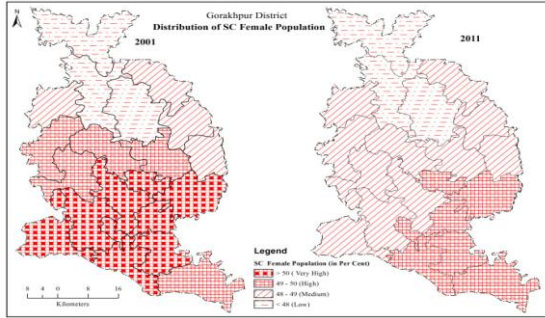 N
Gorakhpur District
Distribution of SC Female Population
2001
2011
Legend
SC Female Population (in Per Cent)
> 50 ( Very High)
49 - 50 (High)
48 - 49 (Medium)
< 48 (Low)
0 4 8 16
Kilometers